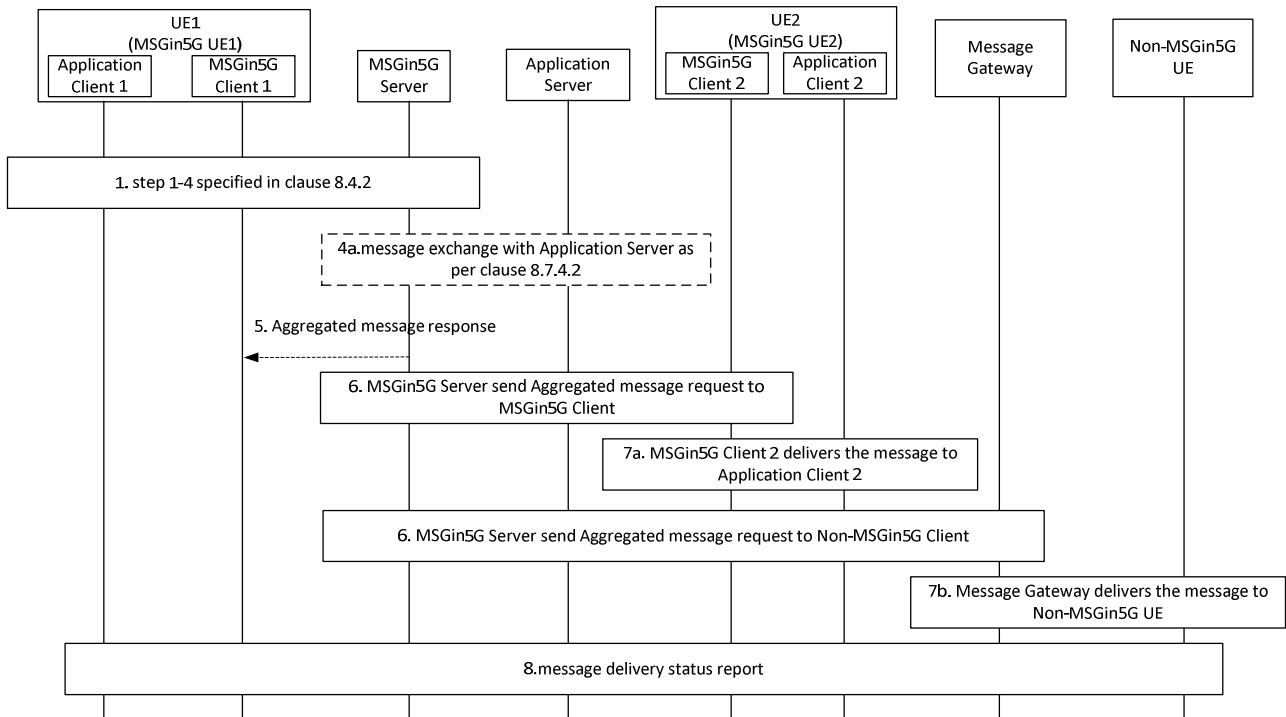 UE1
(MSGin5G UE1)
Application
Client 1
MSGin5G
Client 1
MSGin5G
Server
Application
Server
UE2
(MSGin5G UE2)
MSGin5G
Client 2
Application
Client 2
Message
Gateway
Non-MSGin5G
UE
1. step 1-4 specified in clause 8.4.2
4a.message exchange with Application Server as
per clause 8.7.4.2
5. Aggregated message response
6. MSGin5G Server send Aggregated message request to
MSGin5G Client
7a. MSGin5G Client 2 delivers the message to
Application Client 2
6. MSGin5G Server send Aggregated message request to Non-MSGin5G Client
7b. Message Gateway delivers the message to
Non-MSGin5G UE
8.message delivery status report